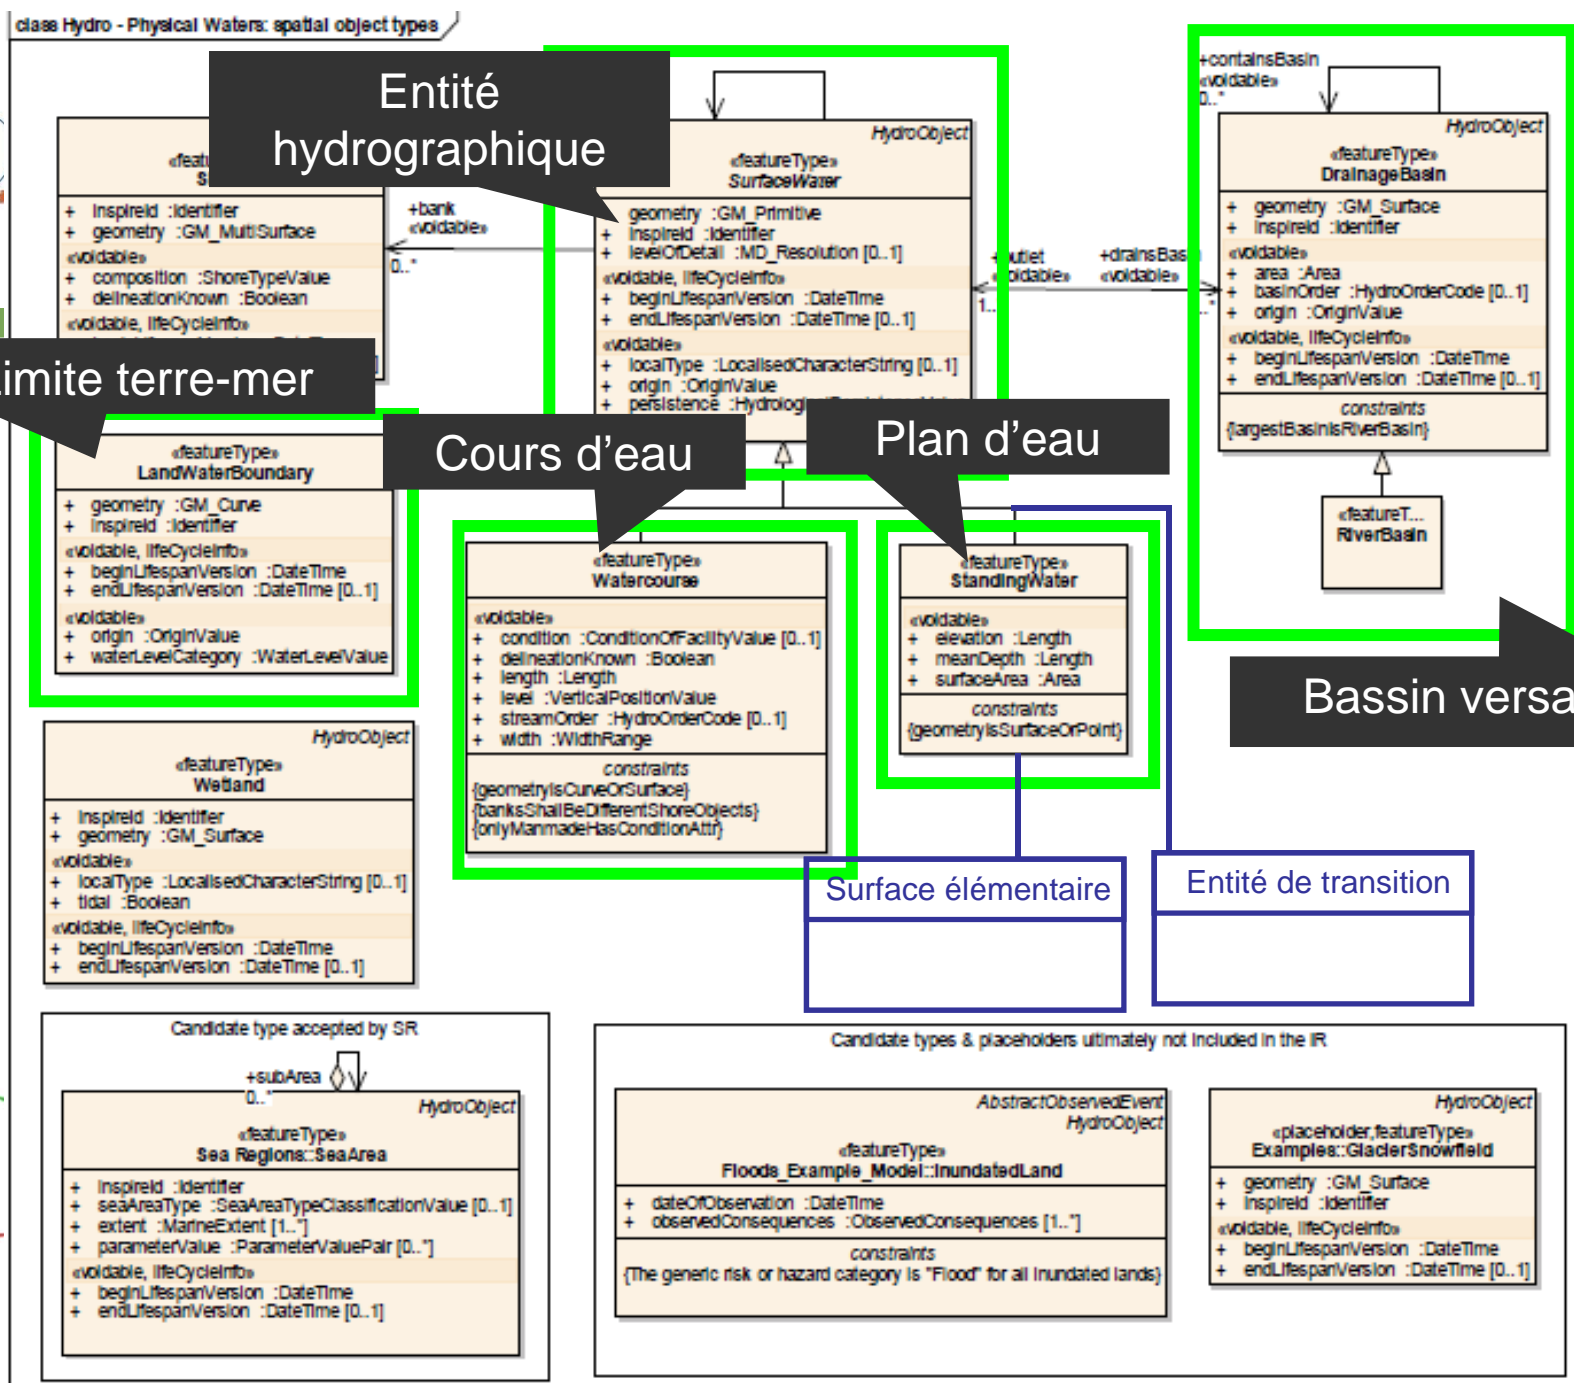 class Hydro - Physical Waters: spatial object types
Entité
hydrographique
+ inspireId :Identifier
+ geometry :GM_MultiSurface
«voidable»
+ composition :ShoreTypeValue
+ delineationKnown :Boolean
«voidable, lifeCycleInfo»
+bank
«voidable»
0..*
HydroObject
«featureType»
SurfaceWater
geometry :GM_Primitive
+ inspireId :Identifier
+ levelOfDetail :MD_Resolution [0..1]
«voidable, lifeCycleInfo»
+ beginLifespanVersion :DateTime
+ endLifespanVersion :DateTime [0..1]
«voidable»
+ localType :LocalisedCharacterString [0..1]
+ origin :OriginValue
+ persistence
+outlet
«voidable»
1..
+drainsBasin
«voidable»
+containsBasin
«voidable»
0..*
HydroObject
«featureType»
DrainageBasin
+ geometry :GM_Surface
+ inspireId :Identifier
«voidable»
+ area :Area
+ basinOrder :HydroOrderCode [0..1]
+ origin :OriginValue
«voidable, lifeCycleInfo»
+ beginLifespanVersion :DateTime
+ endLifespanVersion :DateTime [0..1]
constraints
{largestBasinIsRiverBasin}
«featureT...
RiverBasin
Bassin versa
Limite terre-mer
«featureType»
LandWaterBoundary
+ geometry :GM_Curve
+ inspireId :Identifier
«voidable, lifeCycleInfo»
+ beginLifespanVersion :DateTime
+ endLifespanVersion :DateTime [0..1]
«voidable»
+ origin :OriginValue
+ waterLevelCategory :WaterLevelValue
Cours d’eau
«featureType»
Watercourse
«voidable»
+ condition :ConditionOfFacilityValue [0..1]
+ delineationKnown :Boolean
+ length :Length
+ level :VerticalPositionValue
+ streamOrder :HydroOrderCode [0..1]
+ width :WidthRange
constraints
{geometryIsCurveOrSurface}
{banksShallBeDifferentShoreObjects}
{onlyManmadeHasConditionAttr}
Plan d’eau
«featureType»
StandingWater
«voidable»
+ elevation :Length
+ meanDepth :Length
+ surfaceArea :Area
constraints
{geometryIsSurfaceOrPoint}
Surface élémentaire
Entité de transition
HydroObject
«featureType»
Wetland
+ inspireId :Identifier
+ geometry :GM_Surface
«voidable»
+ localType :LocalisedCharacterString [0..1]
+ tidal :Boolean
«voidable, lifeCycleInfo»
+ beginLifespanVersion :DateTime
+ endLifespanVersion :DateTime [0..1]
Candidate type accepted by SR
+subArea
0..*
HydroObject
«featureType»
Sea Regions::SeaArea
+ inspireId :Identifier
+ seaAreaType :SeaAreaTypeClassificationValue [0..1]
+ extent :MarineExtent [1..*]
+ parameterValue :ParameterValuePair [0..*]
«voidable, lifeCycleInfo»
+ beginLifespanVersion :DateTime
+ endLifespanVersion :DateTime [0..1]
Candidate types & placeholders ultimately not included in the IR
AbstractObservedEvent
HydroObject
«featureType»
Floods_Example_Model::InundatedLand
+ dateOfObservation :DateTime
+ observedConsequences :ObservedConsequences [1..*]
constraints
{The generic risk or hazard category is "Flood" for all inundated lands}
HydroObject
«placeholder,featureType»
Examples::GlacierSnowfield
+ geometry :GM_Surface
+ inspireId :Identifier
«voidable, lifeCycleInfo»
+ beginLifespanVersion :DateTime
+ endLifespanVersion :DateTime [0..1]